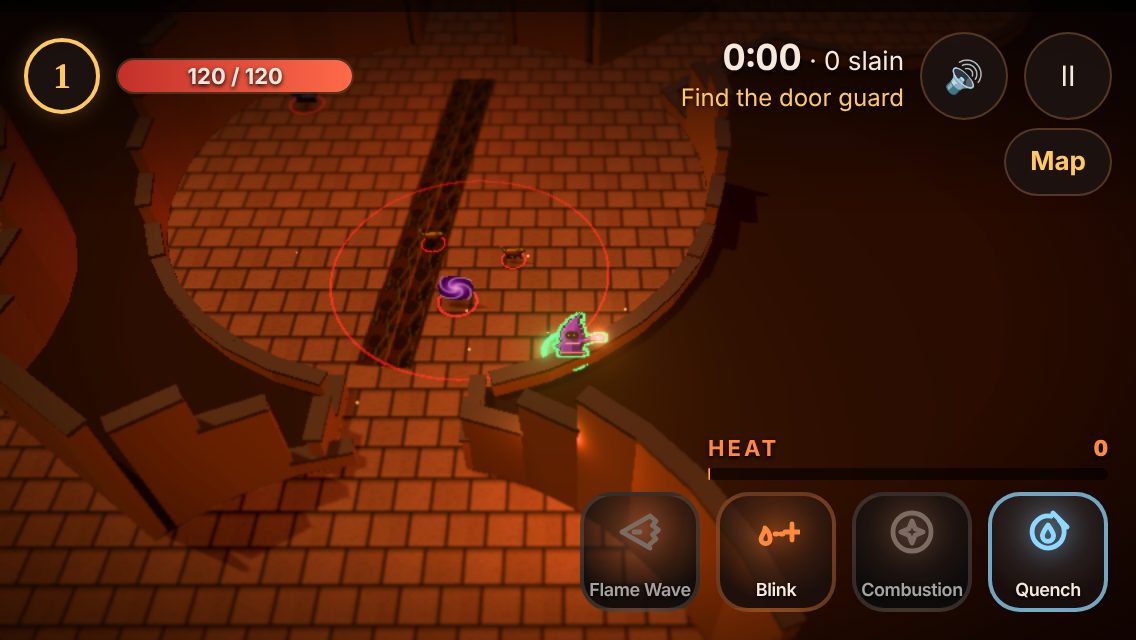 1
120 / 120
0:00 · 0 slain
Find the door guard
Map
HEAT 0
Flame Wave
Blink
Combustion
Quench